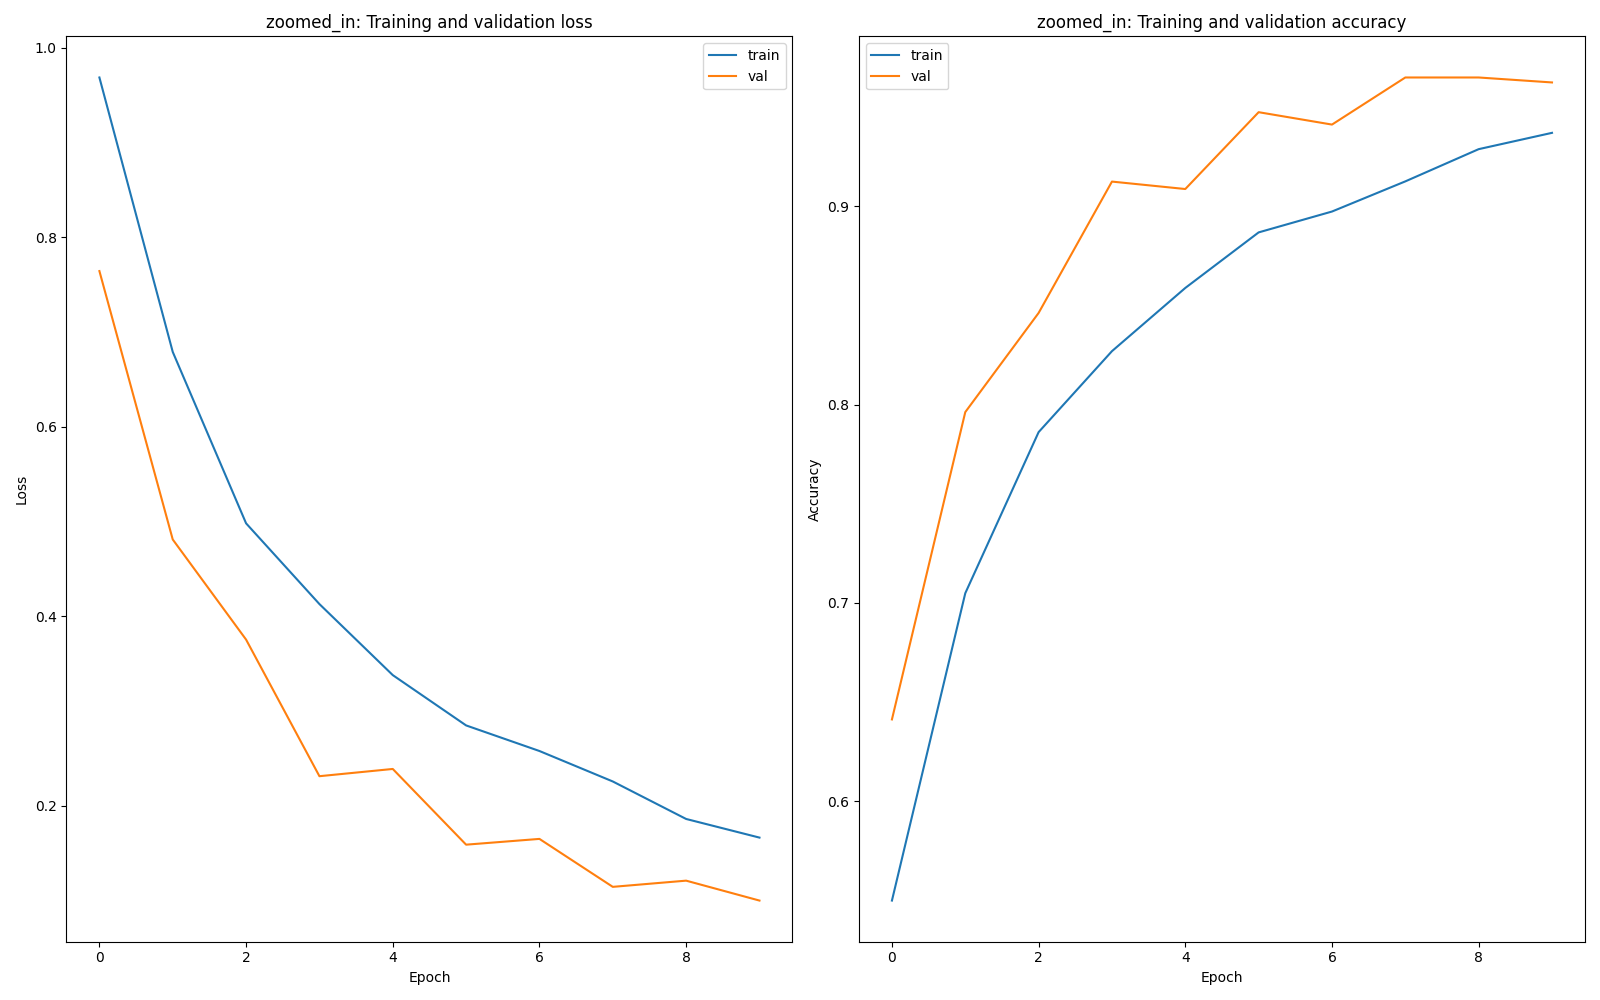 zoomed_in: Training and validation loss
train
val
1.0
0.8
0.6
0.4
0.2
Loss
0 2 4 6 8
Epoch
zoomed_in: Training and validation accuracy
train
val
0.9
0.8
0.7
0.6
Accuracy
0 2 4 6 8
Epoch